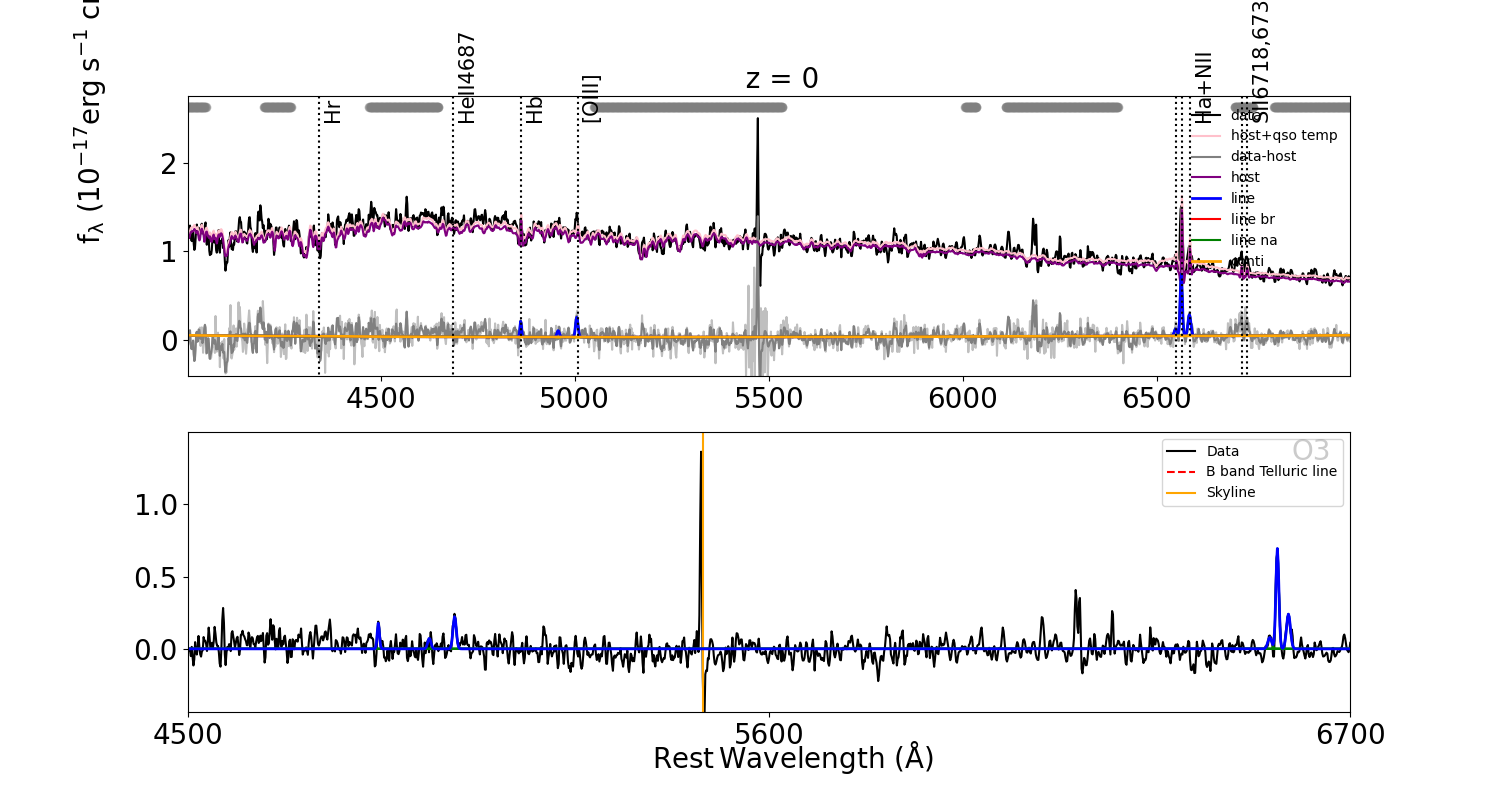 z = 0
f_λ (10^−17 erg s^−1
Hr
HeII4687
Hb
[OIII]
Ha+NII
SII6718,673
data
host+qso temp
data-host
host
line
line br
line na
conti
2
1
0
4500
5000
5500
6000
6500
O3
Data
B band Telluric line
Skyline
1.0
0.5
0.0
4500
5600
6700
Rest Wavelength (Å)